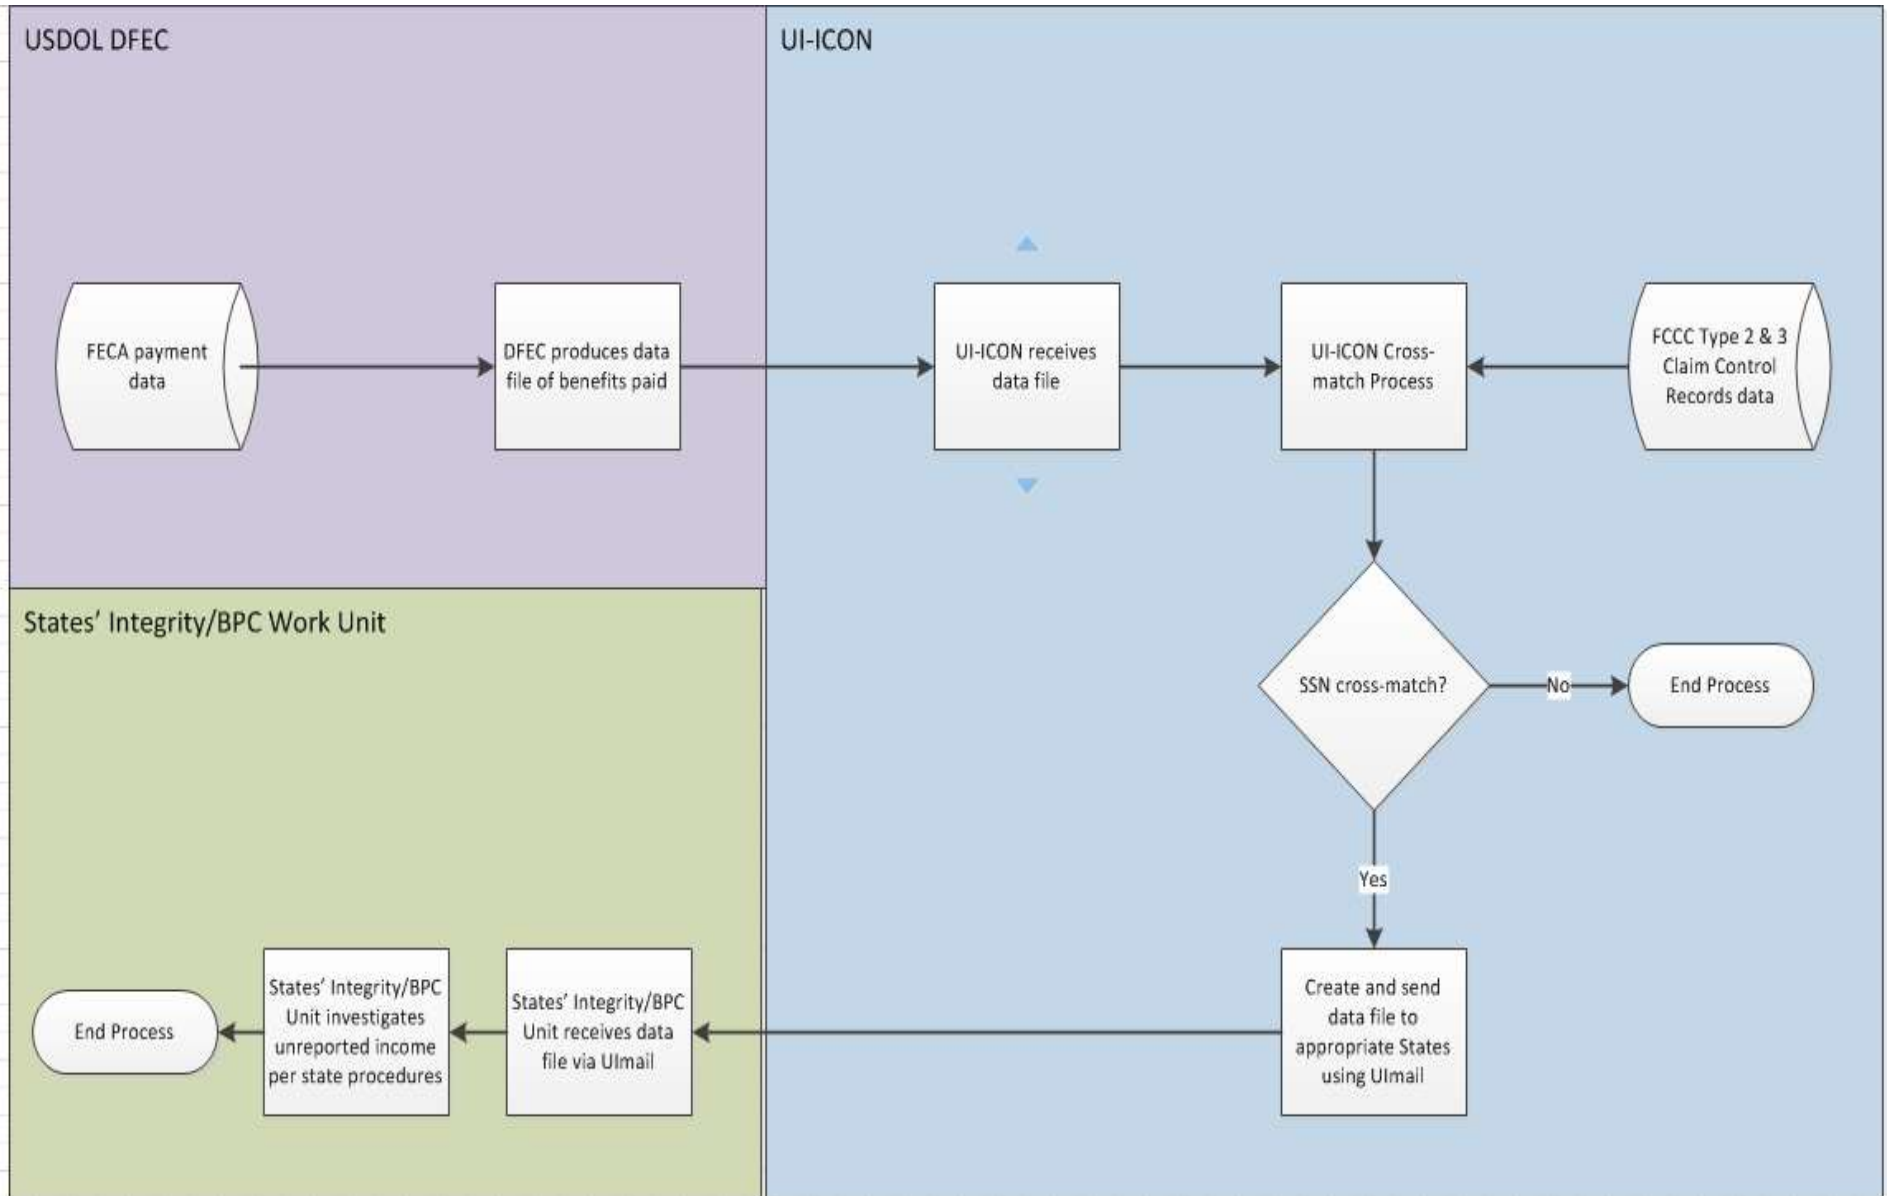 USDOL DFEC
UI-ICON
FECA payment
data
DFEC produces data
file of benefits paid
UI-ICON receives
data file
UI-ICON Cross-
match Process
FCCC Type 2 & 3
Claim Control
Records data
SSN cross-match?
No
End Process
Yes
Create and send
data file to
appropriate States
using UImail
States’ Integrity/BPC Work Unit
States’ Integrity/BPC
Unit receives data
file via UImail
States’ Integrity/BPC
Unit investigates
unreported income
per state procedures
End Process